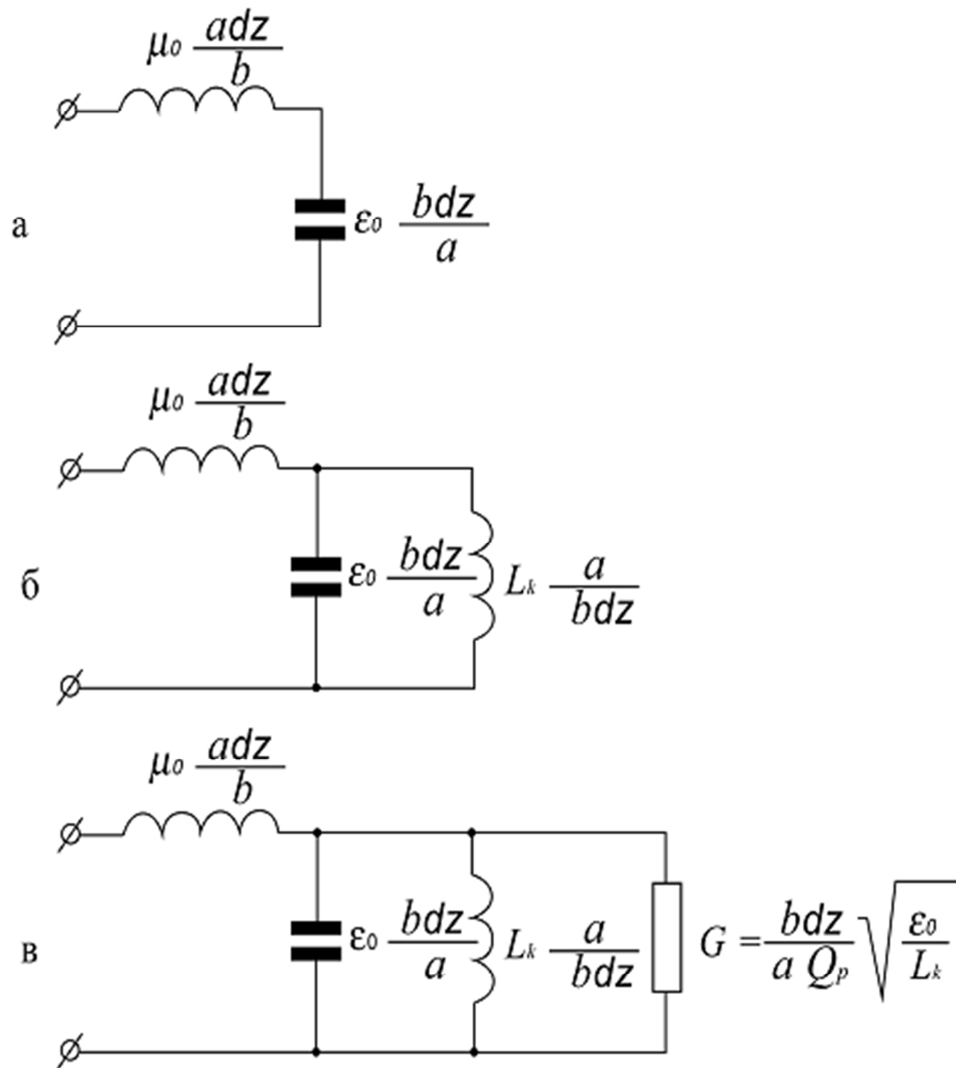 μ₀ adz/b
а
ε₀ bdz/a
μ₀ adz/b
б
ε₀ bdz/a Lₖ a/bdz
μ₀ adz/b
в
ε₀ bdz/a Lₖ a/bdz G = bdz/(a Qₚ) √(ε₀/Lₖ)